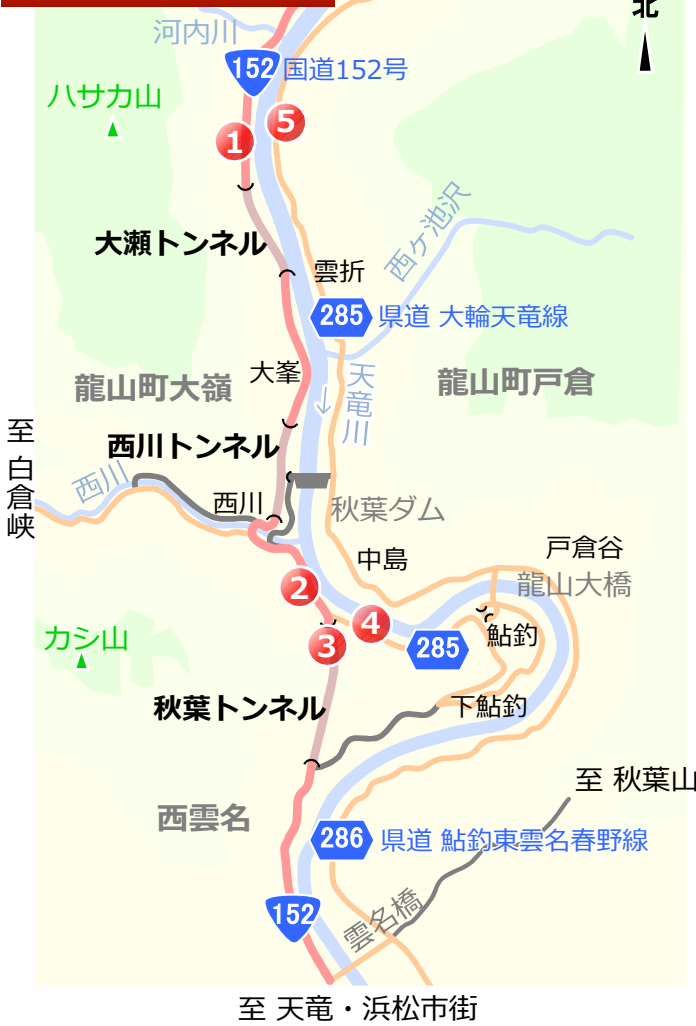 北
河内川
152
国道152号
ハサカ山
1
5
大瀬トンネル
西ヶ池沢
雲折
285
県道 大輪天竜線
大峯
天竜川
龍山町大嶺
龍山町戸倉
↓
至 白倉峡
西川トンネル
西川
西川
秋葉ダム
中島
戸倉谷
龍山大橋
2
4
3
285
鮎釣
カシ山
秋葉トンネル
下鮎釣
至 秋葉山
西雲名
286
県道 鮎釣東雲名春野線
152
雲名橋
至 天竜・浜松市街